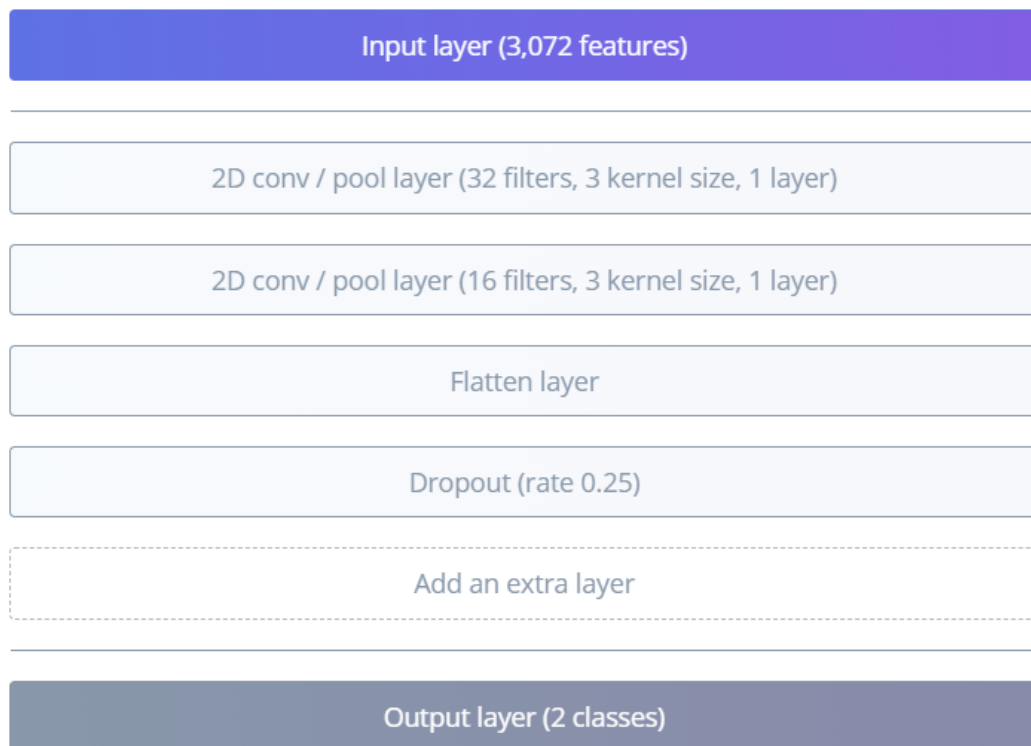 Input layer (3,072 features)
2D conv / pool layer (32 filters, 3 kernel size, 1 layer)
2D conv / pool layer (16 filters, 3 kernel size, 1 layer)
Flatten layer
Dropout (rate 0.25)
Add an extra layer
Output layer (2 classes)